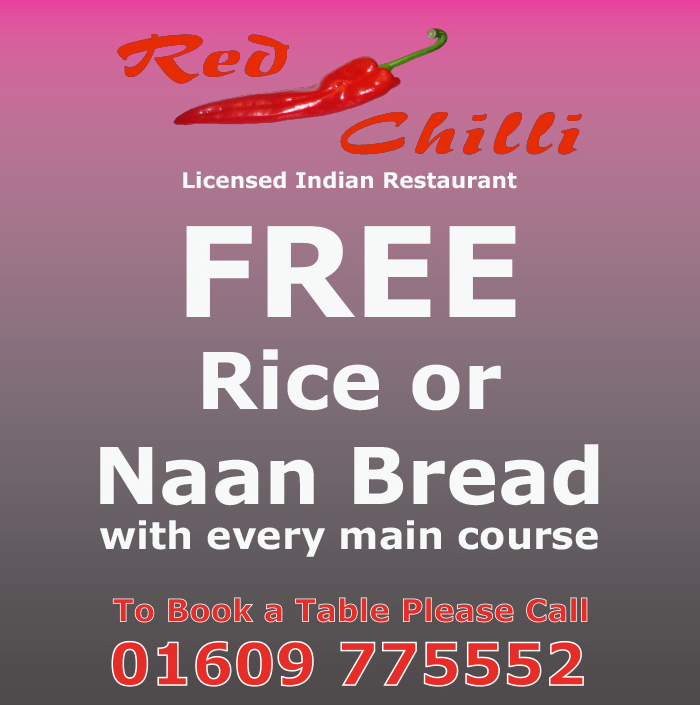 Red
Chilli
Licensed Indian Restaurant
FREE
Rice or
Naan Bread
with every main course
To Book a Table Please Call
01609 775552